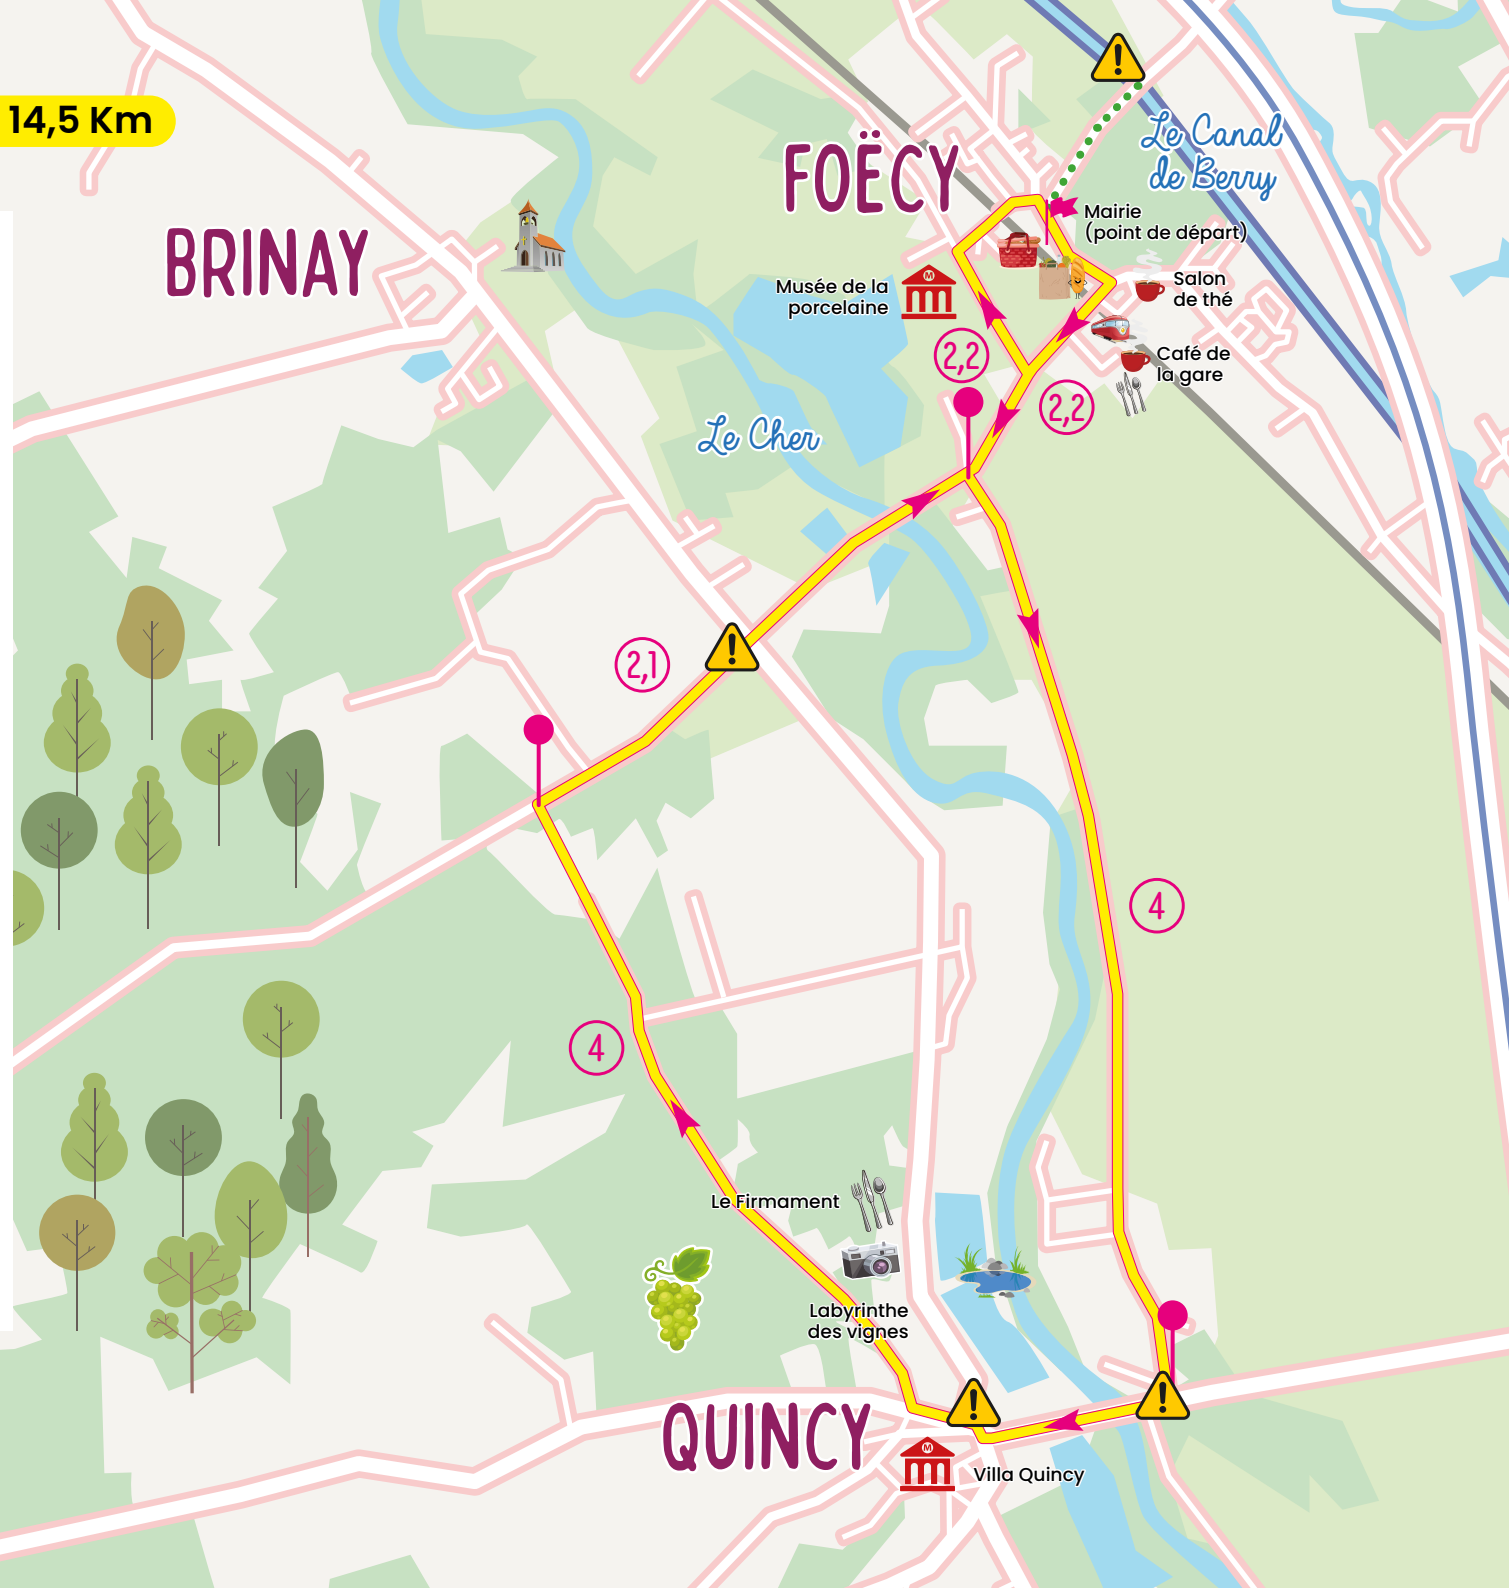 14,5 Km
FOËCY
Le Canal
de Berry
BRINAY
Mairie
(point de départ)
Musée de la
porcelaine
M
Salon
de thé
Café de
la gare
2,2
2,2
Le Cher
2,1
4
4
Le Firmament
Labyrinthe
des vignes
QUINCY
M
Villa Quincy